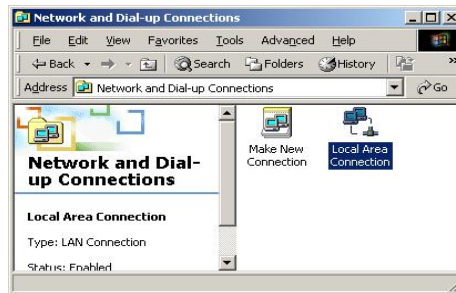 Network and Dial-up Connections
File Edit View Favorites Tools Advanced Help
Back Search Folders History »
Address Network and Dial-up Connections Go
Network and Dial-
up Connections
Local Area Connection
Type: LAN Connection
Status: Enabled
Make New
Connection
Local Area
Connection